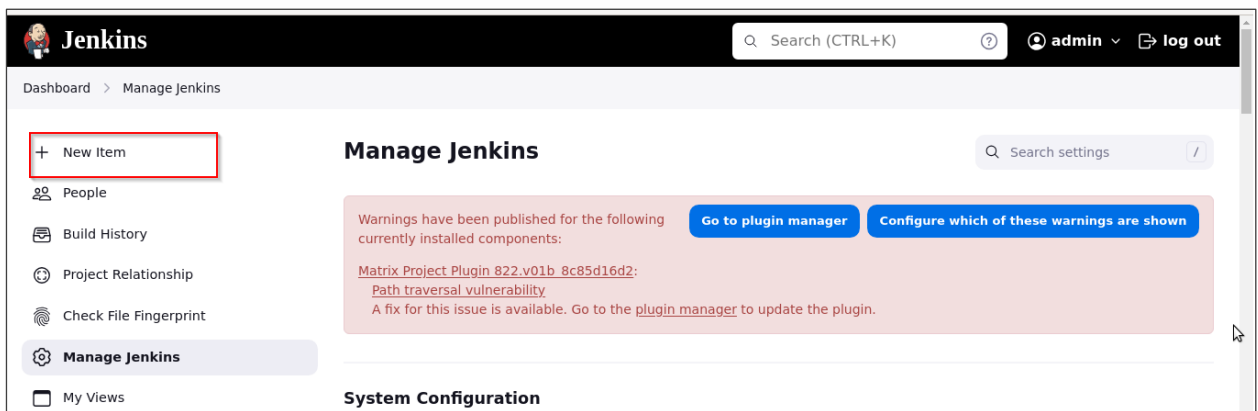 Jenkins
Search (CTRL+K)
?
admin
log out
Dashboard > Manage Jenkins
+ New Item
People
Build History
Project Relationship
Check File Fingerprint
Manage Jenkins
My Views
Manage Jenkins
Search settings
/
Warnings have been published for the following
currently installed components:
Go to plugin manager
Configure which of these warnings are shown
Matrix Project Plugin 822.v01b_8c85d16d2:
Path traversal vulnerability
A fix for this issue is available. Go to the plugin manager to update the plugin.
System Configuration